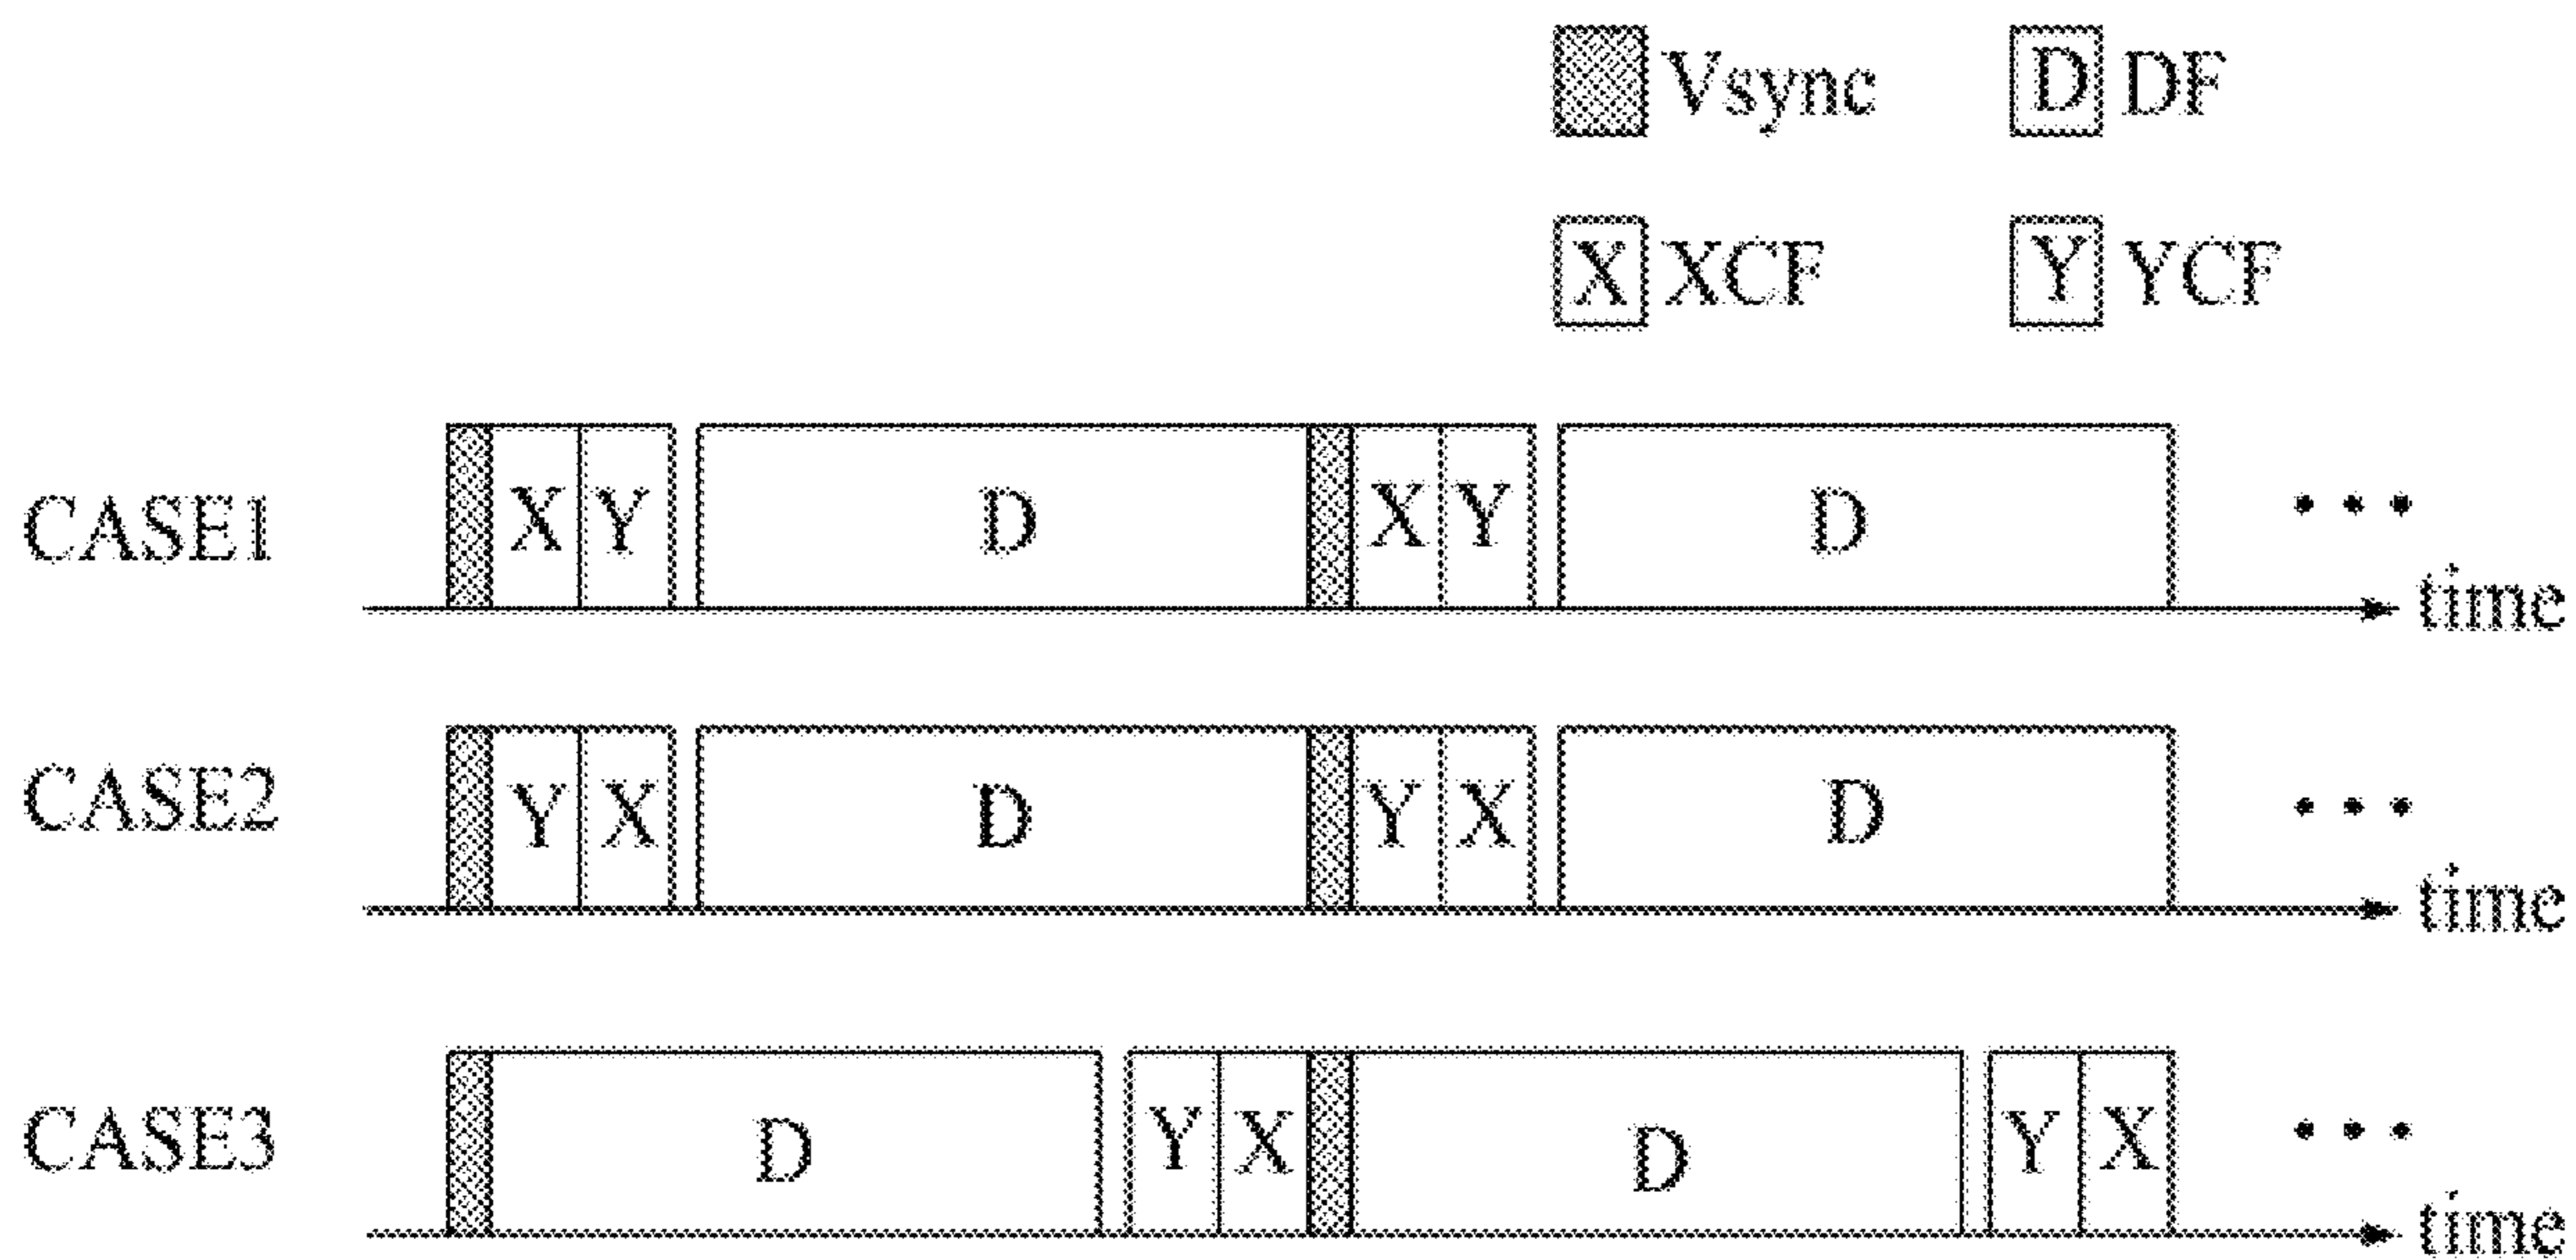 Vsync D DF
X XCF Y YCF
CASE1 X Y D X Y D • • •
time
CASE2 Y X D Y X D • • •
time
CASE3 D Y X D Y X • • •
time